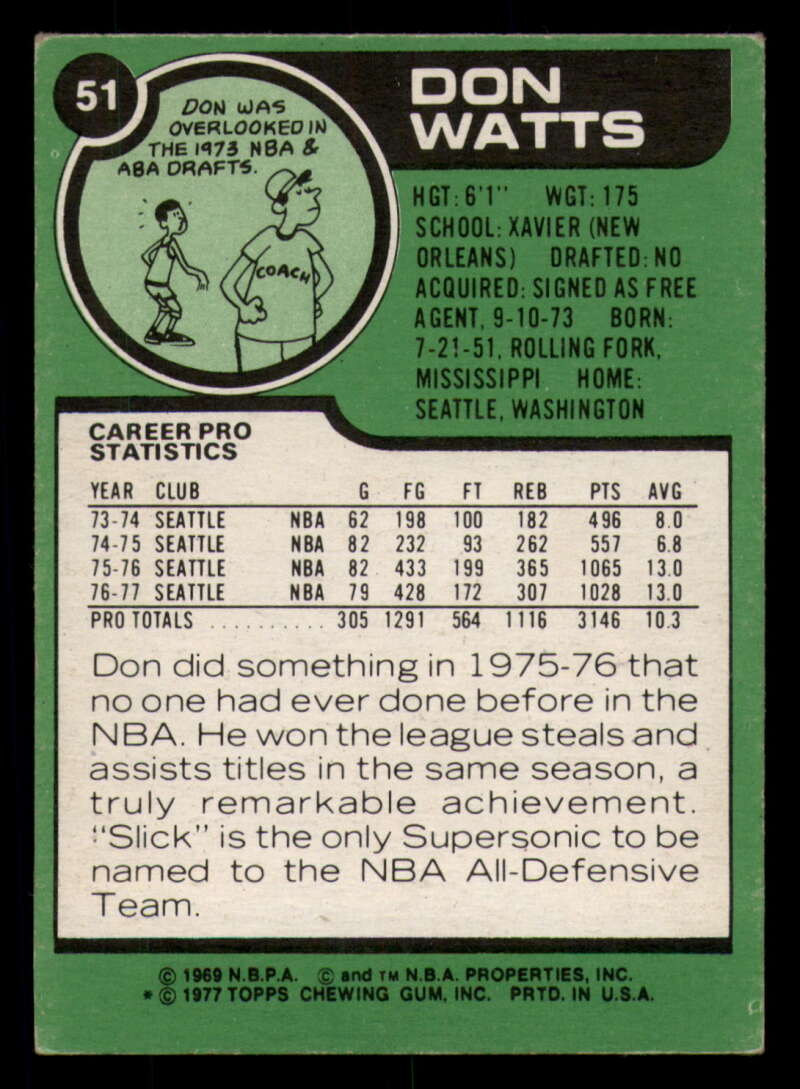 51
DON WAS
OVERLOOKED IN
THE 1973 NBA &
ABA DRAFTS.
COACH
DON
WATTS
HGT: 6'1" WGT: 175
SCHOOL: XAVIER (NEW
ORLEANS) DRAFTED: NO
ACQUIRED: SIGNED AS FREE
AGENT, 9-10-73 BORN:
7-21-51, ROLLING FORK,
MISSISSIPPI HOME:
SEATTLE, WASHINGTON
CAREER PRO
STATISTICS
YEAR CLUB G FG FT REB PTS AVG
73-74 SEATTLE NBA 62 198 100 182 496 8.0
74-75 SEATTLE NBA 82 232 93 262 557 6.8
75-76 SEATTLE NBA 82 433 199 365 1065 13.0
76-77 SEATTLE NBA 79 428 172 307 1028 13.0
PRO TOTALS .......... 305 1291 564 1116 3146 10.3
Don did something in 1975-76 that
no one had ever done before in the
NBA. He won the league steals and
assists titles in the same season, a
truly remarkable achievement.
"Slick" is the only Supersonic to be
named to the NBA All-Defensive
Team.
© 1969 N.B.P.A. © and TM N.B.A. PROPERTIES, INC.
* © 1977 TOPPS CHEWING GUM, INC. PRTD. IN U.S.A.